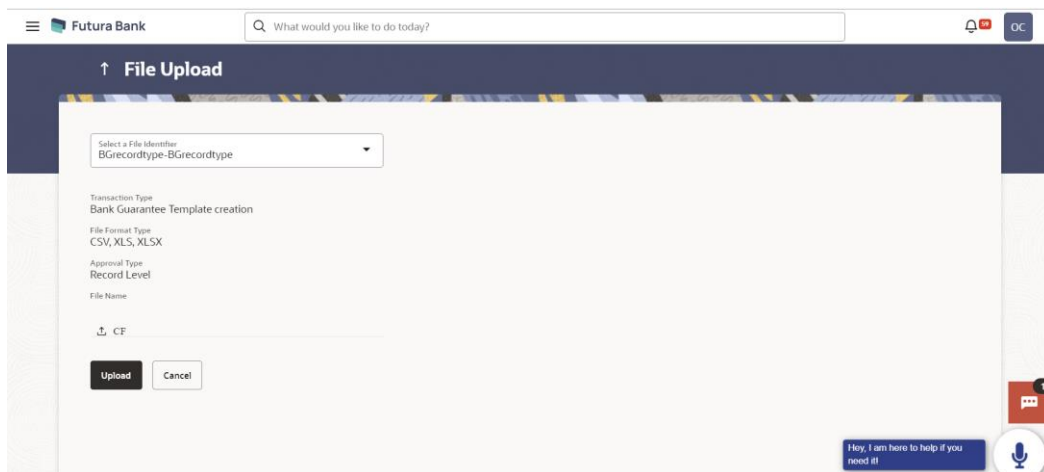 Futura Bank
What would you like to do today?
59
OC
↑ File Upload
Select a File Identifier
BGrecordtype-BGrecordtype
Transaction Type
Bank Guarantee Template creation
File Format Type
CSV, XLS, XLSX
Approval Type
Record Level
File Name
CF
Upload
Cancel
Hey, I am here to help if you
need it!